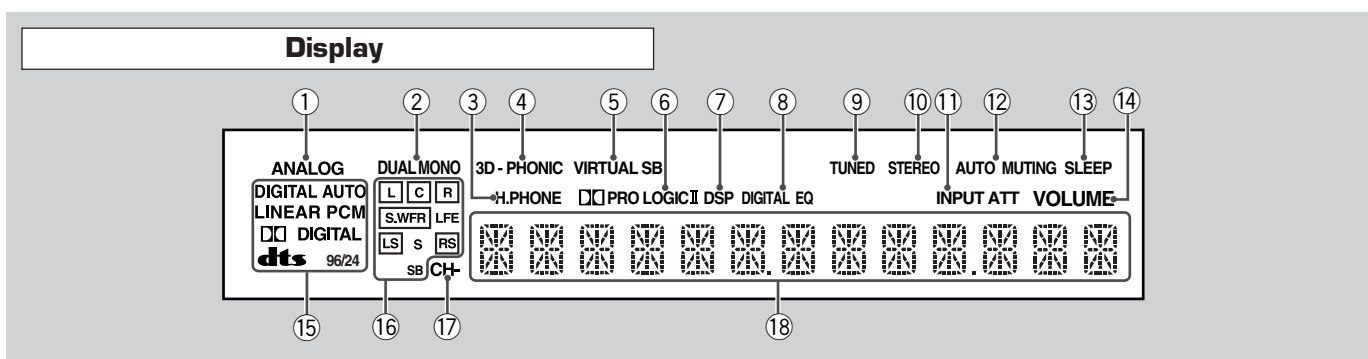 Display
① ② ③ ④ ⑤ ⑥ ⑦ ⑧ ⑨ ⑩ ⑪ ⑫ ⑬ ⑭
ANALOG DUAL MONO 3D - PHONIC VIRTUAL SB TUNED STEREO AUTO MUTING SLEEP
DIGITAL AUTO L C R H.PHONE PRO LOGIC II DSP DIGITAL EQ INPUT ATT VOLUME
LINEAR PCM S.WFR LFE
DIGITAL LS S RS
dts 96/24 SB CH-
⑮ ⑯ ⑰ ⑱